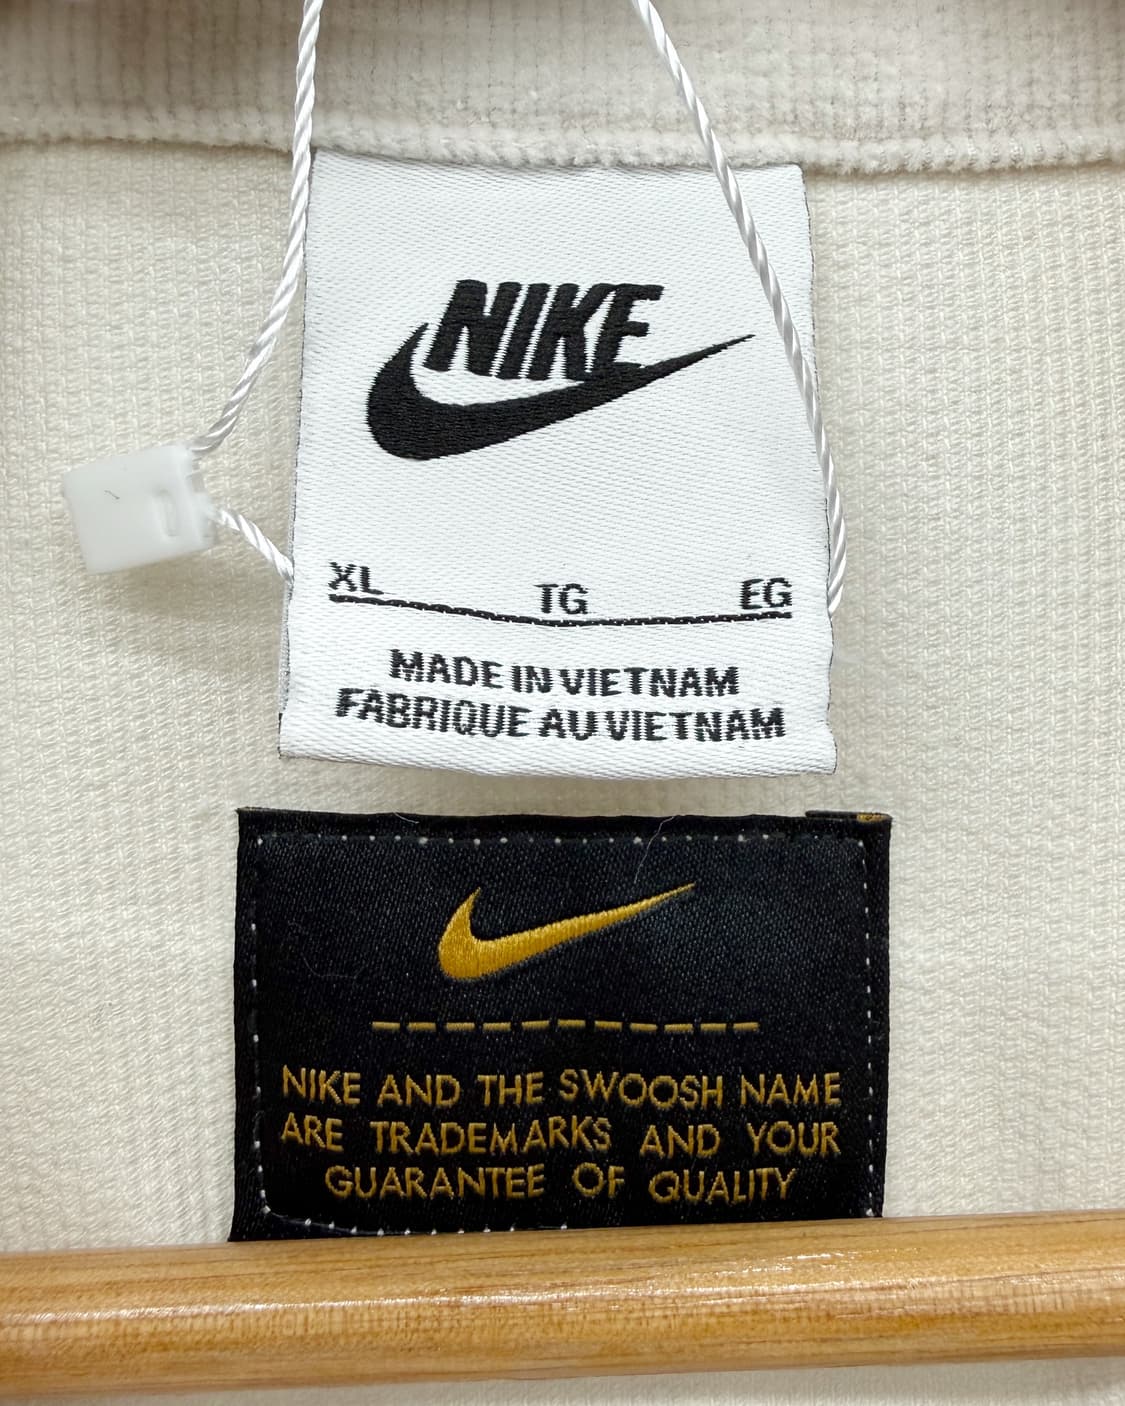 NIKE
XL TG EG
MADE IN VIETNAM
FABRIQUE AU VIETNAM
NIKE AND THE SWOOSH NAME
ARE TRADEMARKS AND YOUR
GUARANTEE OF QUALITY